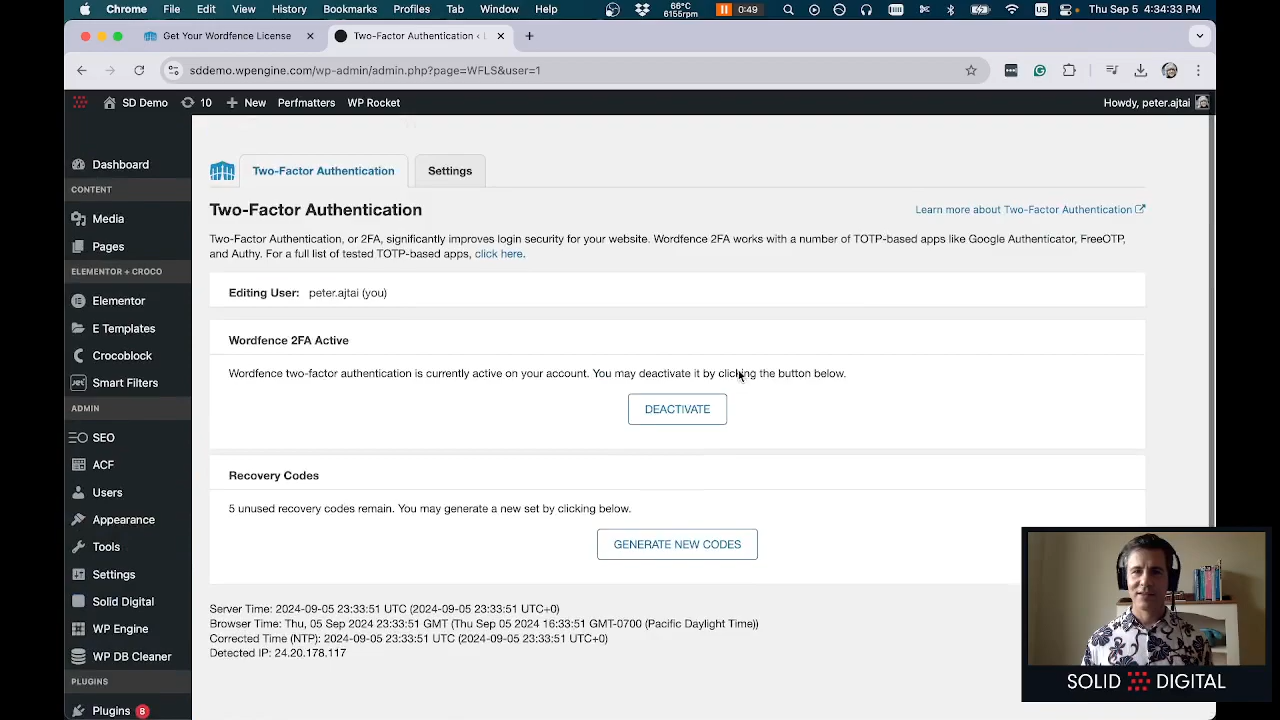 Chrome File Edit View History Bookmarks Profiles Tab Window Help 66°C 6155rpm 0:49 US Thu Sep 5 4:34:33 PM
Get Your Wordfence License Two-Factor Authentication ‹
sddemo.wpengine.com/wp-admin/admin.php?page=WFLS&user=1
SD Demo 10 New Perfmatters WP Rocket Howdy, peter.ajtai
Dashboard
CONTENT
Media
Pages
ELEMENTOR + CROCO
Elementor
E Templates
Crocoblock
Smart Filters
ADMIN
SEO
ACF
Users
Appearance
Tools
Settings
Solid Digital
WP Engine
WP DB Cleaner
PLUGINS
Plugins 8
Two-Factor Authentication Settings
Two-Factor Authentication
Learn more about Two-Factor Authentication
Two-Factor Authentication, or 2FA, significantly improves login security for your website. Wordfence 2FA works with a number of TOTP-based apps like Google Authenticator, FreeOTP,
and Authy. For a full list of tested TOTP-based apps, click here.
Editing User: peter.ajtai (you)
Wordfence 2FA Active
Wordfence two-factor authentication is currently active on your account. You may deactivate it by clicking the button below.
DEACTIVATE
Recovery Codes
5 unused recovery codes remain. You may generate a new set by clicking below.
GENERATE NEW CODES
Server Time: 2024-09-05 23:33:51 UTC (2024-09-05 23:33:51 UTC+0)
Browser Time: Thu, 05 Sep 2024 23:33:51 GMT (Thu Sep 05 2024 16:33:51 GMT-0700 (Pacific Daylight Time))
Corrected Time (NTP): 2024-09-05 23:33:51 UTC (2024-09-05 23:33:51 UTC+0)
Detected IP: 24.20.178.117
SOLID DIGITAL